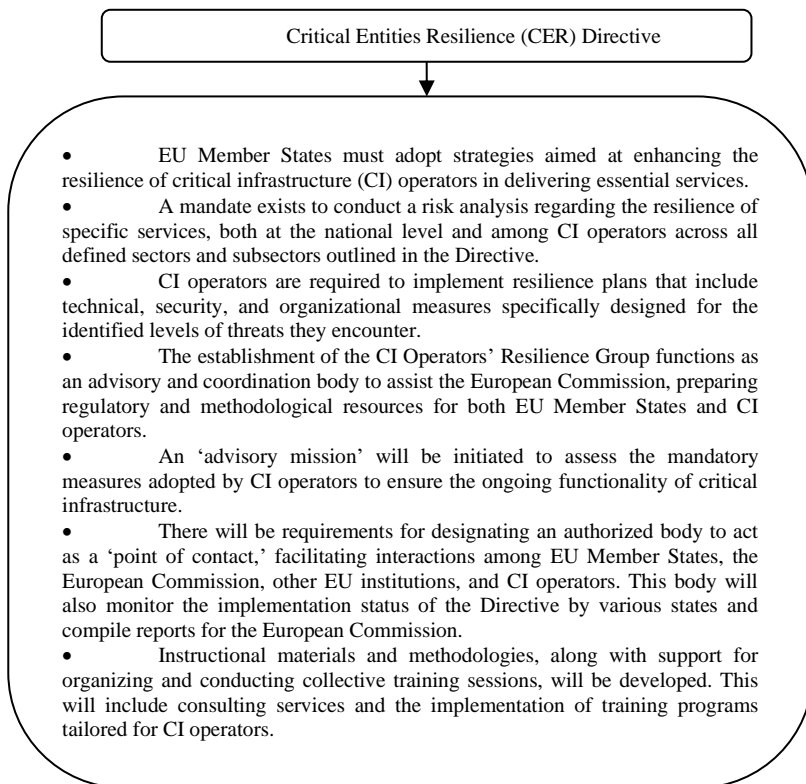 Critical Entities Resilience (CER) Directive
• EU Member States must adopt strategies aimed at enhancing the
resilience of critical infrastructure (CI) operators in delivering essential services.
• A mandate exists to conduct a risk analysis regarding the resilience of
specific services, both at the national level and among CI operators across all
defined sectors and subsectors outlined in the Directive.
• CI operators are required to implement resilience plans that include
technical, security, and organizational measures specifically designed for the
identified levels of threats they encounter.
• The establishment of the CI Operators’ Resilience Group functions as
an advisory and coordination body to assist the European Commission, preparing
regulatory and methodological resources for both EU Member States and CI
operators.
• An ‘advisory mission’ will be initiated to assess the mandatory
measures adopted by CI operators to ensure the ongoing functionality of critical
infrastructure.
• There will be requirements for designating an authorized body to act
as a ‘point of contact,’ facilitating interactions among EU Member States, the
European Commission, other EU institutions, and CI operators. This body will
also monitor the implementation status of the Directive by various states and
compile reports for the European Commission.
• Instructional materials and methodologies, along with support for
organizing and conducting collective training sessions, will be developed. This
will include consulting services and the implementation of training programs
tailored for CI operators.